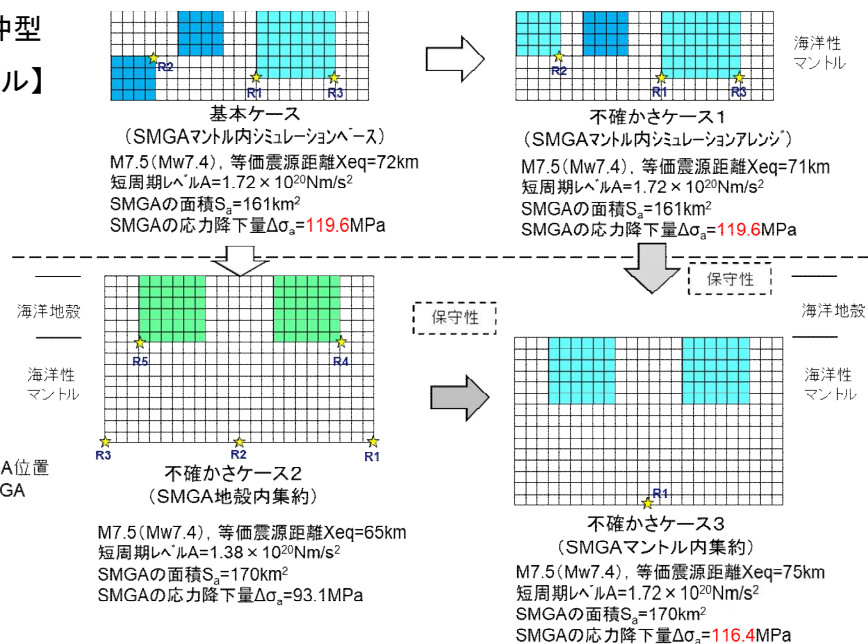 沖型
ル】
R2
R1
R3
基本ケース
(SMGAマントル内シミュレーションベース)
M7.5(Mw7.4), 等価震源距離Xeq=72km
短周期レベルA=1.72×10²⁰Nm/s²
SMGAの面積Sₐ=161km²
SMGAの応力降下量Δσₐ=119.6MPa
R2
R1
R3
海洋性
マントル
不確かさケース1
(SMGAマントル内シミュレーションアレンジ)
M7.5(Mw7.4), 等価震源距離Xeq=71km
短周期レベルA=1.72×10²⁰Nm/s²
SMGAの面積Sₐ=161km²
SMGAの応力降下量Δσₐ=119.6MPa
保守性
海洋地殻
海洋性
マントル
R5
R4
R3
R2
R1
A位置
GA
不確かさケース2
(SMGA地殻内集約)
M7.5(Mw7.4), 等価震源距離Xeq=65km
短周期レベルA=1.38×10²⁰Nm/s²
SMGAの面積Sₐ=170km²
SMGAの応力降下量Δσₐ=93.1MPa
保守性
海洋地殻
海洋性
マントル
R1
不確かさケース3
(SMGAマントル内集約)
M7.5(Mw7.4), 等価震源距離Xeq=75km
短周期レベルA=1.72×10²⁰Nm/s²
SMGAの面積Sₐ=170km²
SMGAの応力降下量Δσₐ=116.4MPa